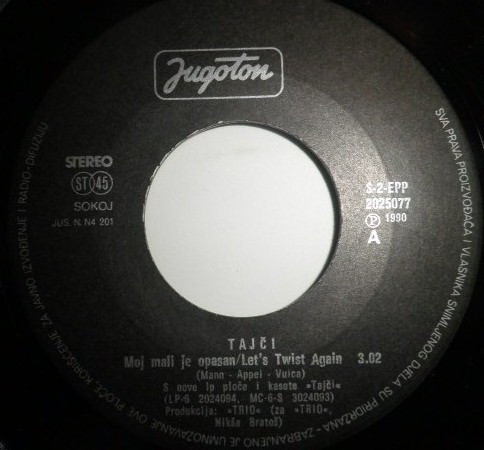 Jugoton
STEREO
ST 45
SOKOJ
JUS. N. N4 201
S-2-EPP
2025077
P 1990
A
TAJČI
Moj mali je opasan/Let's Twist Again 3.02
(Mann - Appel - Vuica)
S nove lp ploče i kasete »Tajči«
(LP-6 2024094, MC-6-S 3024093)
Produkcija: »TRIO« (za »TRIO«,
Nikša Bratoš)
SVA PRAVA PROIZVOĐAČA I VLASNIKA SNIMLJENOG DJELA SU PRIDRŽANA - ZABRANJENO JE UMNOŽAVANJE OVE PLOČE, KORIŠĆENJE ZA JAVNO IZVOĐENJE I RADIO-DIFUZIJU